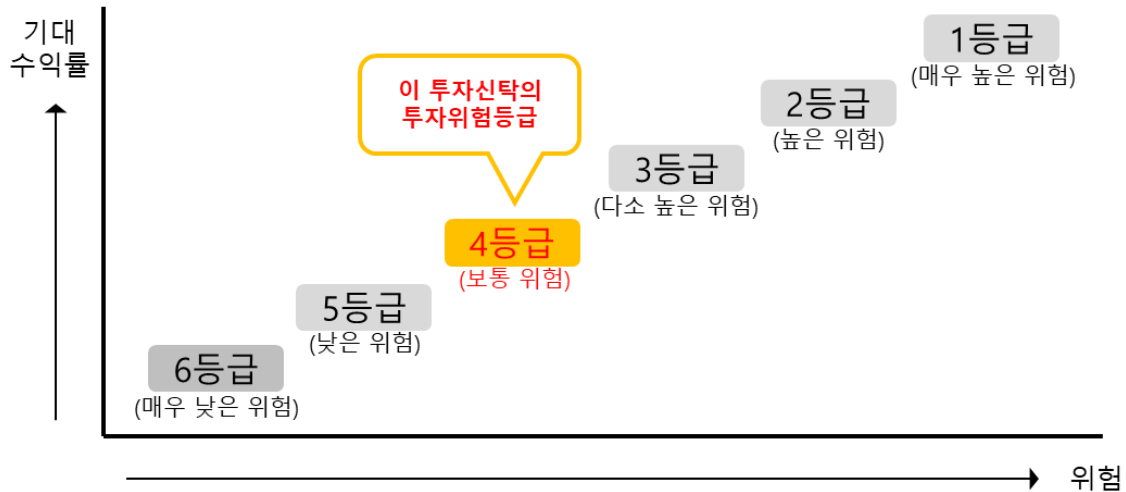 기대
수익률
1등급
(매우 높은 위험)
2등급
(높은 위험)
이 투자신탁의
투자위험등급
3등급
(다소 높은 위험)
4등급
(보통 위험)
5등급
(낮은 위험)
6등급
(매우 낮은 위험)
위험